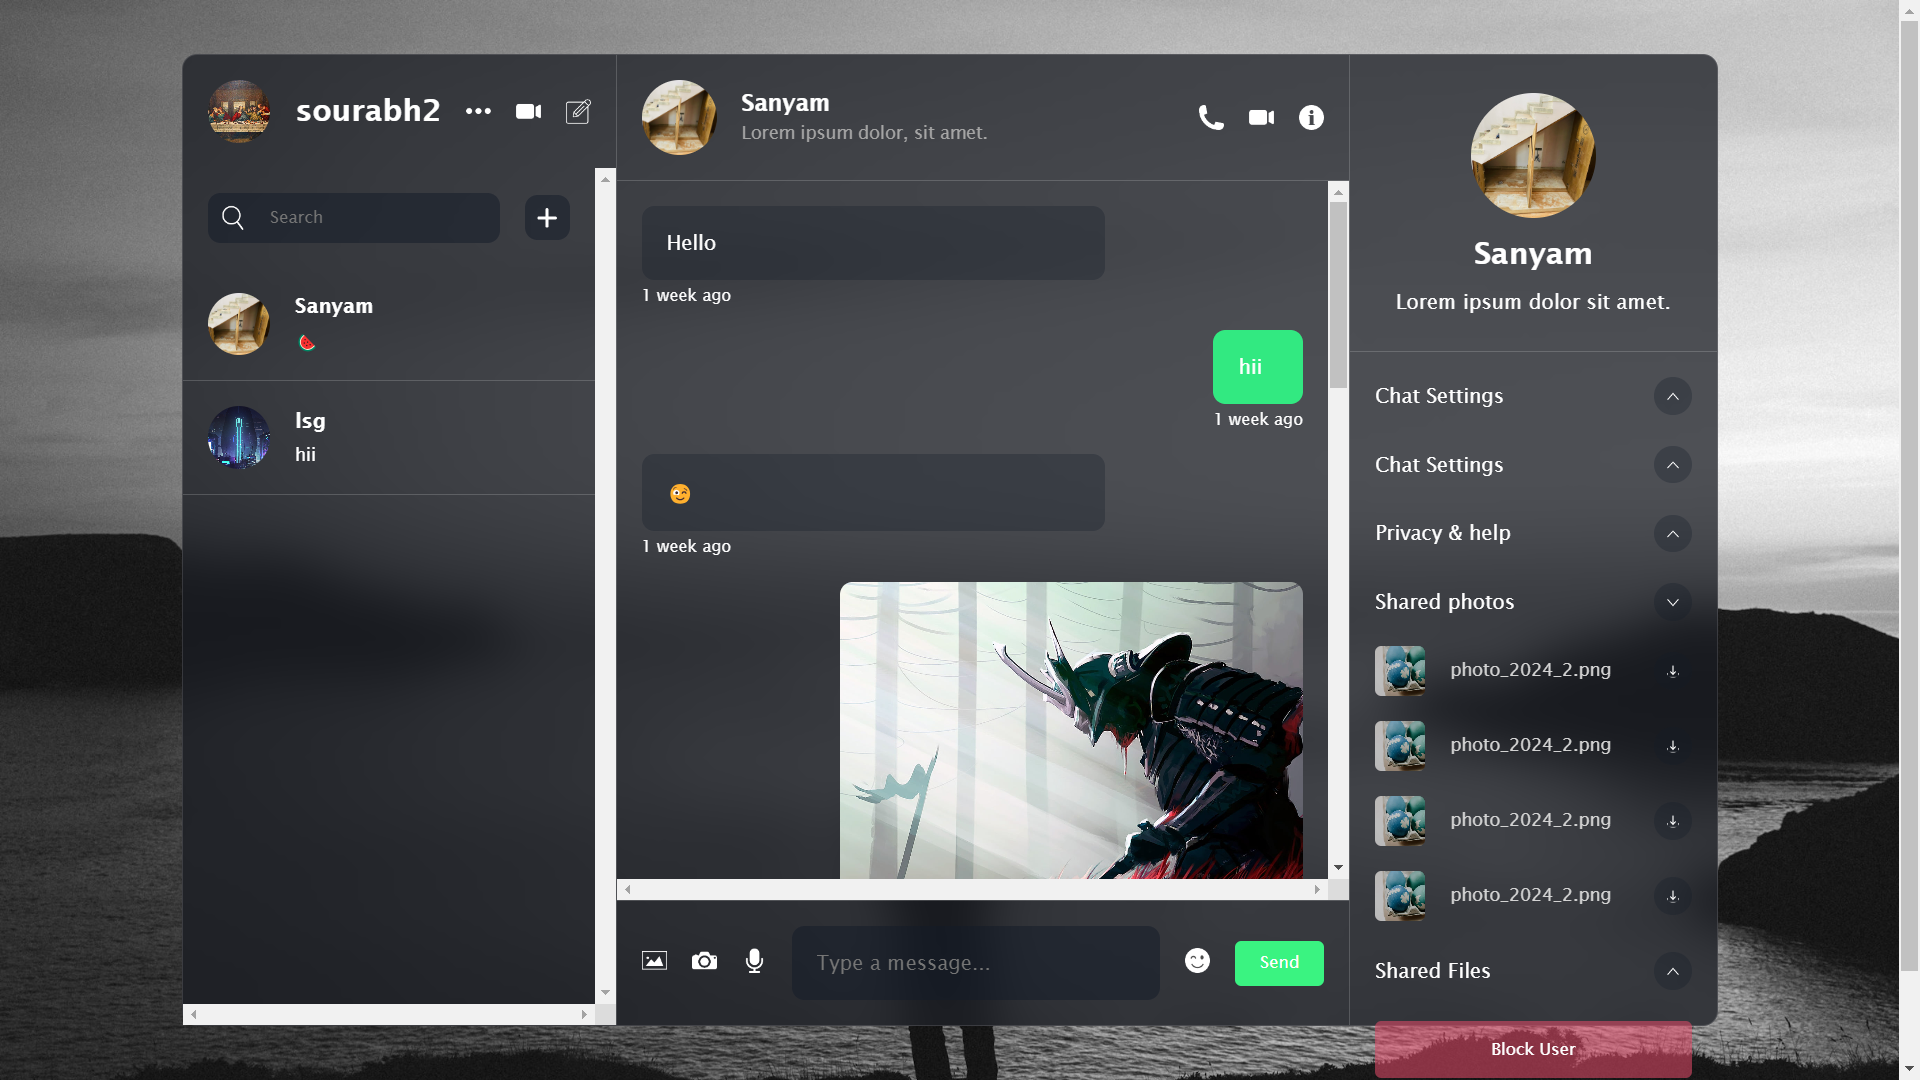 sourabh2
Search
Sanyam
🍉
lsg
hii
Sanyam
Lorem ipsum dolor, sit amet.
Hello
1 week ago
hii
1 week ago
😉
1 week ago
Type a message...
Send
Sanyam
Lorem ipsum dolor sit amet.
Chat Settings
Chat Settings
Privacy & help
Shared photos
photo_2024_2.png
photo_2024_2.png
photo_2024_2.png
photo_2024_2.png
Shared Files
Block User